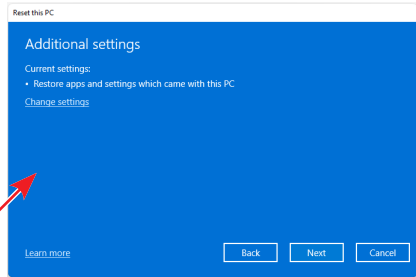 Reset this PC
Additional settings
Current settings:
• Restore apps and settings which came with this PC
Change settings
Learn more
Back
Next
Cancel